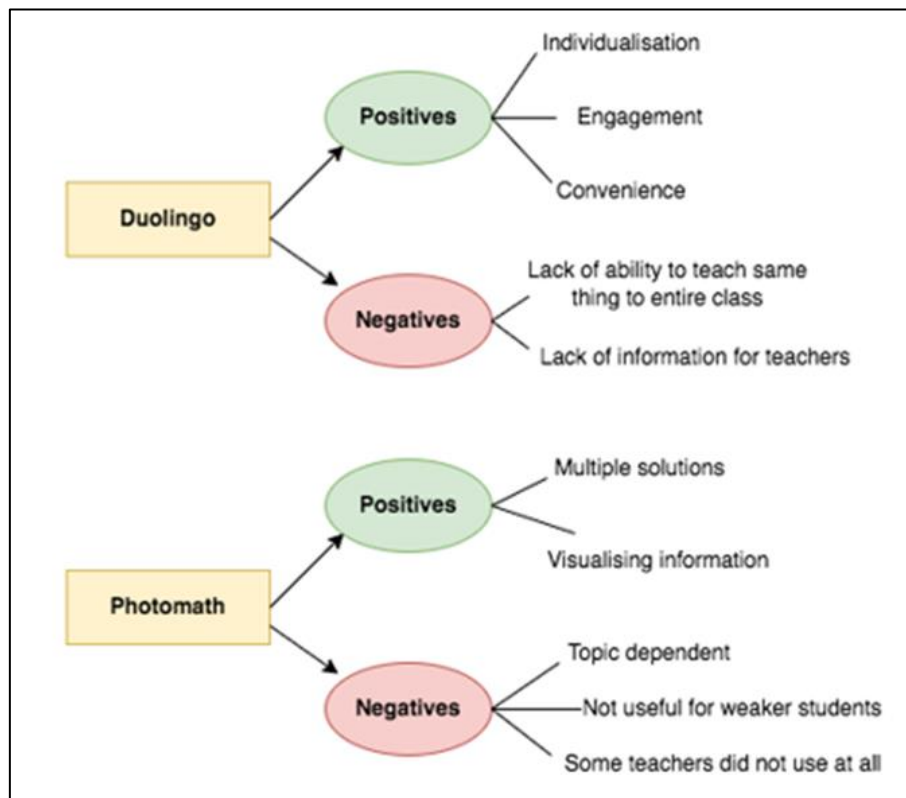 Individualisation
Positives
Engagement
Convenience
Duolingo
Lack of ability to teach same
thing to entire class
Negatives
Lack of information for teachers
Multiple solutions
Positives
Visualising information
Photomath
Topic dependent
Negatives
Not useful for weaker students
Some teachers did not use at all